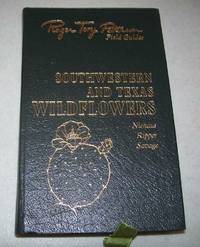 Roger Tory Peterson
Field Guides
SOUTHWESTERN
AND TEXAS
WILDFLOWERS
Niehaus
Ripper
Savage